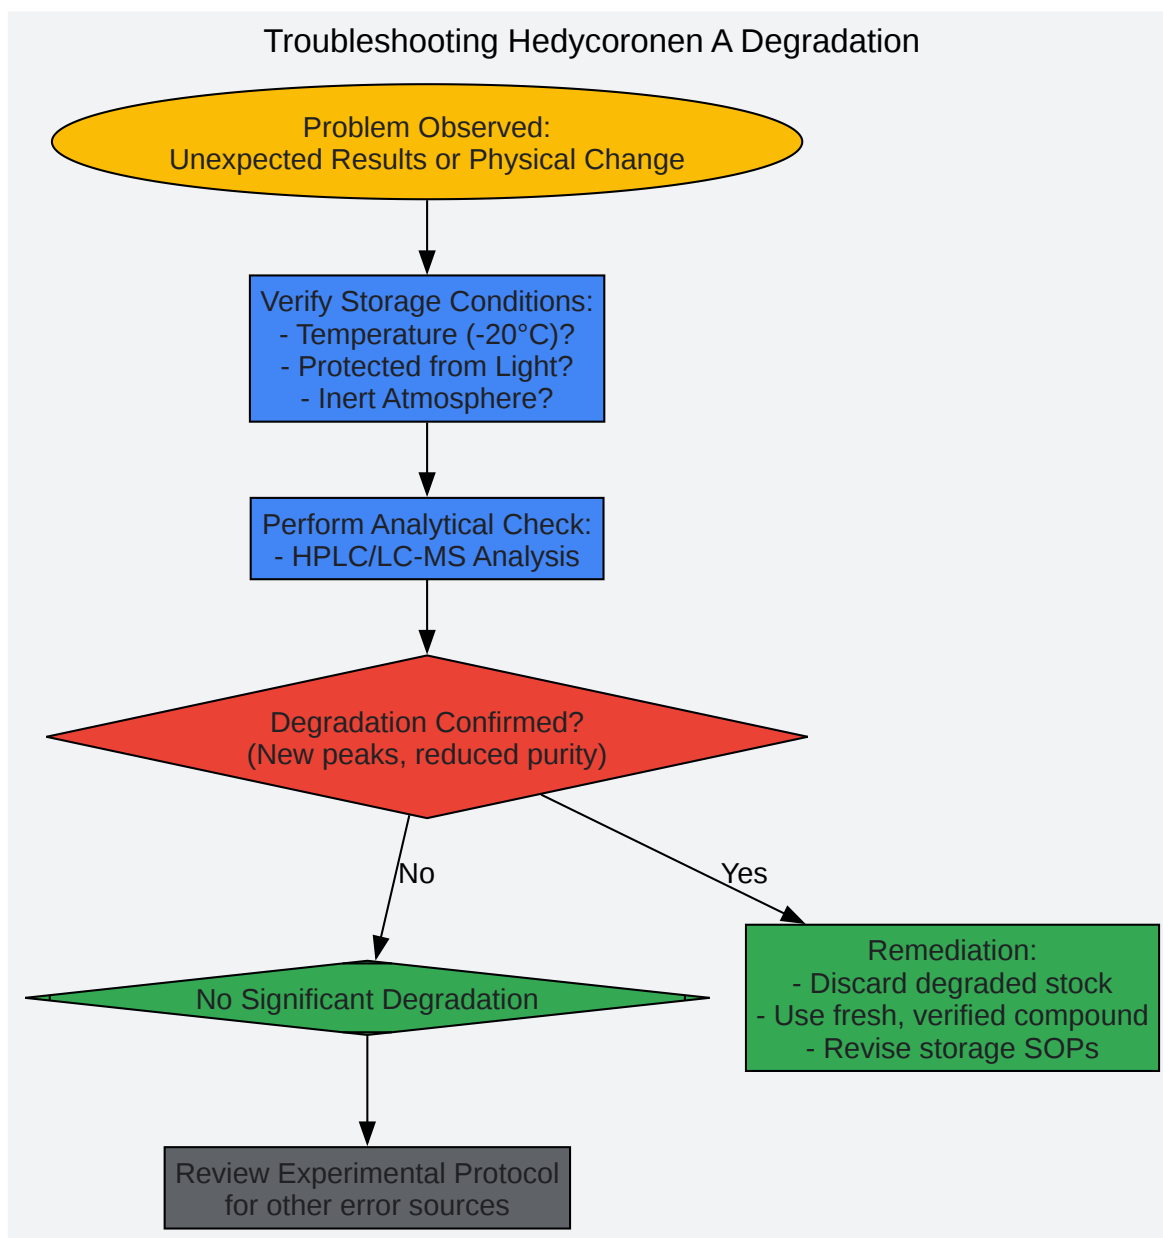 Troubleshooting Hedycoronen A Degradation
Problem Observed:
Unexpected Results or Physical Change
Verify Storage Conditions:
- Temperature (-20°C)?
- Protected from Light?
- Inert Atmosphere?
Perform Analytical Check:
- HPLC/LC-MS Analysis
Degradation Confirmed?
(New peaks, reduced purity)
No
Yes
Remediation:
- Discard degraded stock
- Use fresh, verified compound
- Revise storage SOPs
No Significant Degradation
Review Experimental Protocol
for other error sources